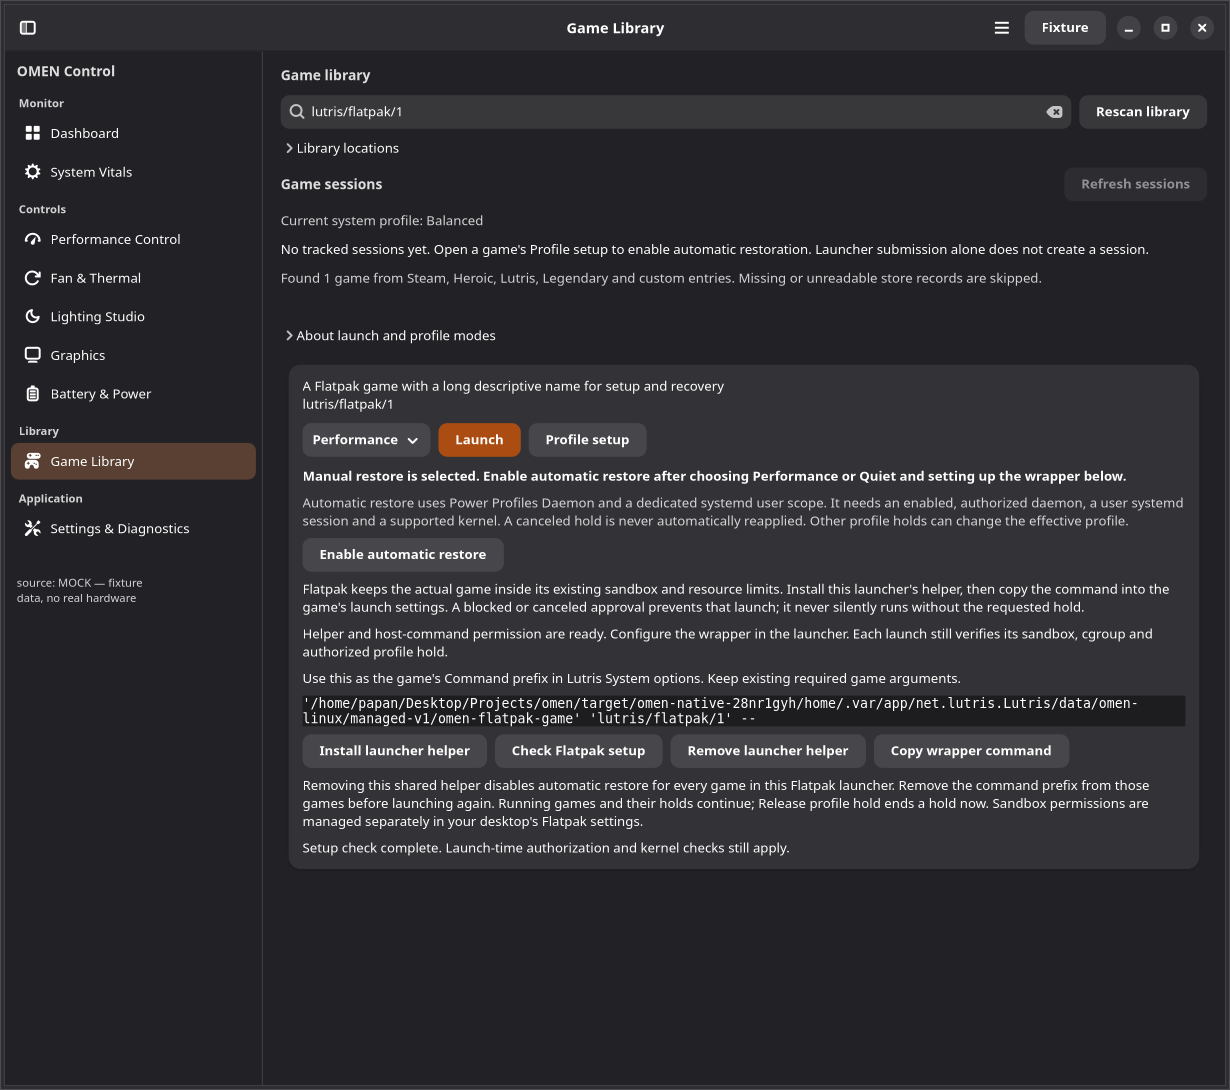 Game Library
Fixture
OMEN Control
Monitor
Dashboard
System Vitals
Controls
Performance Control
Fan & Thermal
Lighting Studio
Graphics
Battery & Power
Library
Game Library
Application
Settings & Diagnostics
source: MOCK — fixture
data, no real hardware
Game library
lutris/flatpak/1
Rescan library
Library locations
Game sessions
Refresh sessions
Current system profile: Balanced
No tracked sessions yet. Open a game's Profile setup to enable automatic restoration. Launcher submission alone does not create a session.
Found 1 game from Steam, Heroic, Lutris, Legendary and custom entries. Missing or unreadable store records are skipped.
About launch and profile modes
A Flatpak game with a long descriptive name for setup and recovery
lutris/flatpak/1
Performance
Launch
Profile setup
Manual restore is selected. Enable automatic restore after choosing Performance or Quiet and setting up the wrapper below.
Automatic restore uses Power Profiles Daemon and a dedicated systemd user scope. It needs an enabled, authorized daemon, a user systemd
session and a supported kernel. A canceled hold is never automatically reapplied. Other profile holds can change the effective profile.
Enable automatic restore
Flatpak keeps the actual game inside its existing sandbox and resource limits. Install this launcher's helper, then copy the command into the
game's launch settings. A blocked or canceled approval prevents that launch; it never silently runs without the requested hold.
Helper and host-command permission are ready. Configure the wrapper in the launcher. Each launch still verifies its sandbox, cgroup and
authorized profile hold.
Use this as the game's Command prefix in Lutris System options. Keep existing required game arguments.
'/home/papan/Desktop/Projects/omen/target/omen-native-28nr1gyh/home/.var/app/net.lutris.Lutris/data/omen-
linux/managed-v1/omen-flatpak-game' 'lutris/flatpak/1' --
Install launcher helper
Check Flatpak setup
Remove launcher helper
Copy wrapper command
Removing this shared helper disables automatic restore for every game in this Flatpak launcher. Remove the command prefix from those
games before launching again. Running games and their holds continue; Release profile hold ends a hold now. Sandbox permissions are
managed separately in your desktop's Flatpak settings.
Setup check complete. Launch-time authorization and kernel checks still apply.